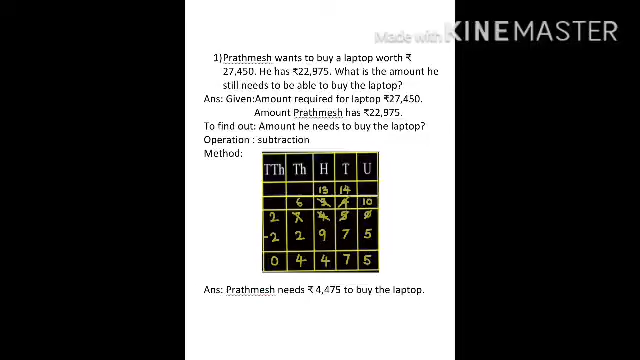 Made with KINEMASTER
1)Prathmesh wants to buy a laptop worth ₹
27,450. He has ₹22,975. What is the amount he
still needs to be able to buy the laptop?
Ans: Given:Amount required for laptop ₹27,450.
Amount Prathmesh has ₹22,975.
To find out: Amount he needs to buy the laptop?
Operation : subtraction
Method:
TTh Th H T U
13 14
6 3 4 10
2 7 4 5 0
-2 2 9 7 5
0 4 4 7 5
Ans: Prathmesh needs ₹ 4,475 to buy the laptop.